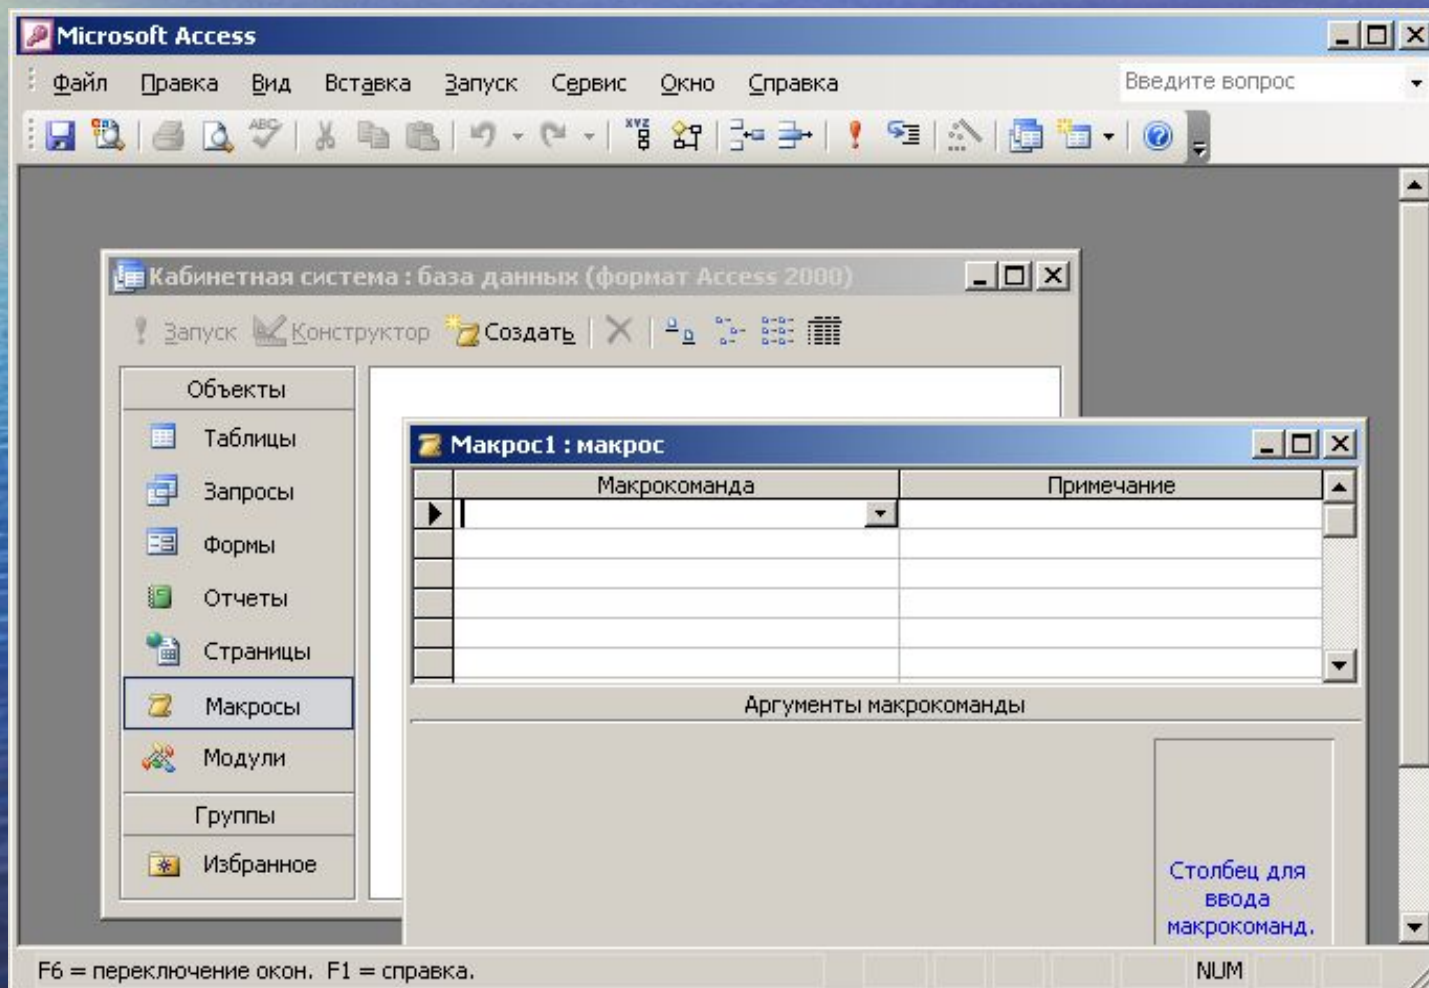 Microsoft Access
Файл Правка Вид Вставка Запуск Сервис Окно Справка Введите вопрос
ABC XYZ
Кабинетная система : база данных (формат Access 2000)
Запуск Конструктор Создать
Объекты
Таблицы
Запросы
Формы
Отчеты
Страницы
Макросы
Модули
Группы
Избранное
Макрос1 : макрос
Макрокоманда Примечание
Аргументы макрокоманды
Столбец для
ввода
макрокоманд.
F6 = переключение окон. F1 = справка. NUM